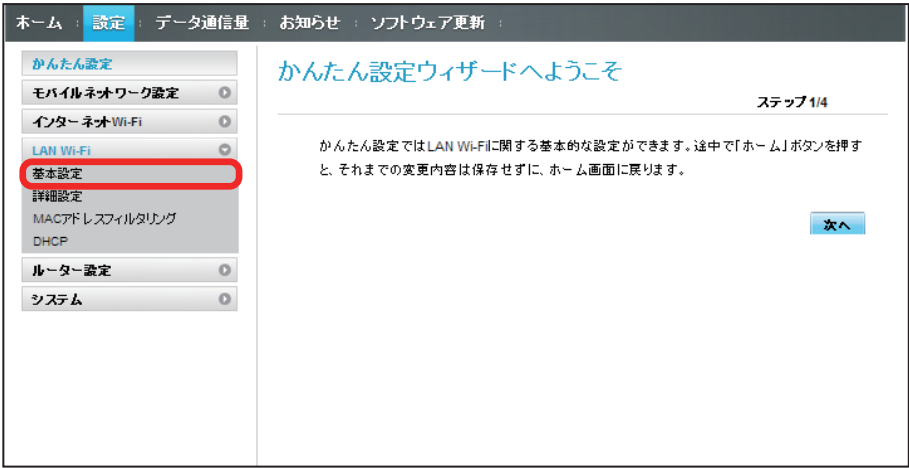 ホーム 設定 データ通信量 お知らせ ソフトウェア更新
かんたん設定
モバイルネットワーク設定
インターネットWi-Fi
LAN Wi-Fi
基本設定
詳細設定
MACアドレスフィルタリング
DHCP
ルーター設定
システム
かんたん設定ウィザードへようこそ
ステップ1/4
かんたん設定ではLAN Wi-Fiに関する基本的な設定ができます。途中で「ホーム」ボタンを押す
と、それまでの変更内容は保存せずに、ホーム画面に戻ります。
次へ